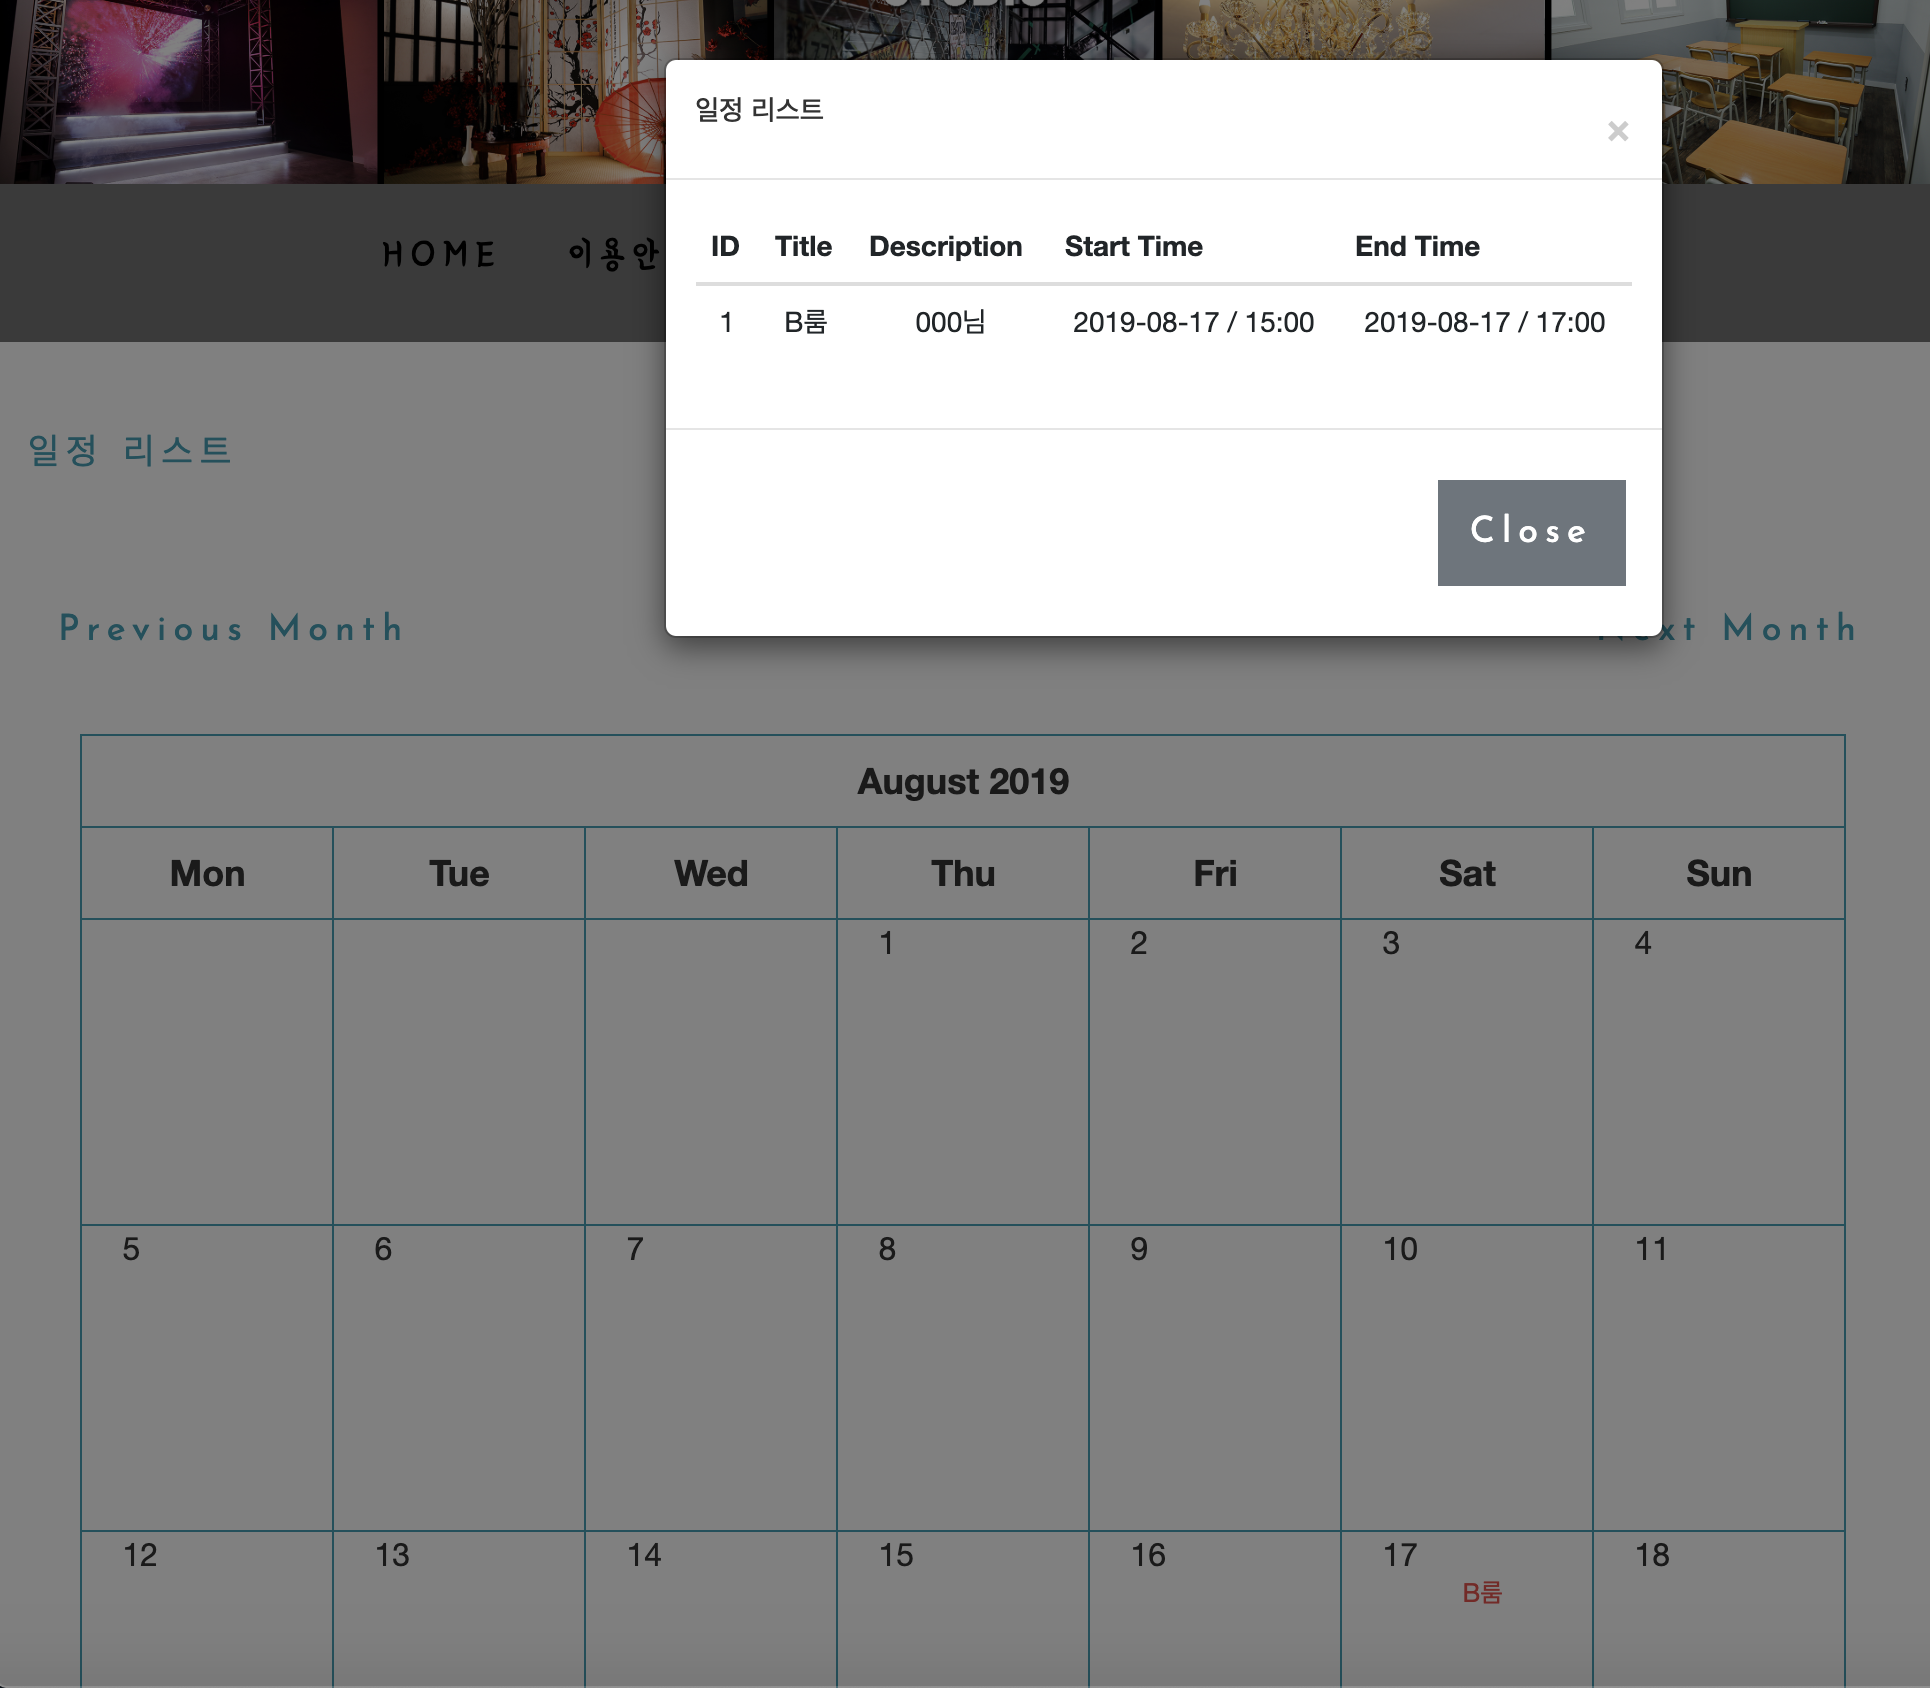 일정 리스트
×
ID Title Description Start Time End Time
1 B룸 000님 2019-08-17 / 15:00 2019-08-17 / 17:00
Close
HOME 이용안
일정 리스트
Previous Month Next Month
August 2019
Mon Tue Wed Thu Fri Sat Sun
1 2 3 4
5 6 7 8 9 10 11
12 13 14 15 16 17 18
B룸